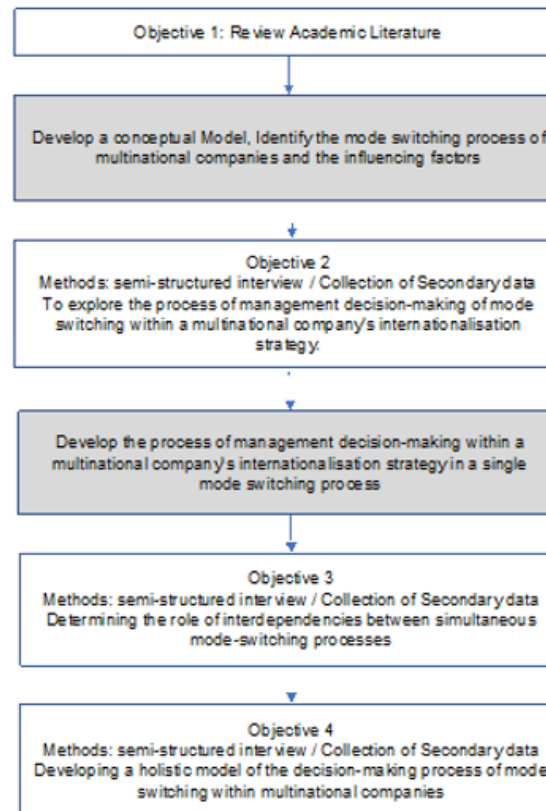 Objective 1: Review Academic Literature
Develop a conceptual Model, Identify the mode switching process of
multinational companies and the influencing factors
Objective 2
Methods: semi-structured interview / Collection of Secondary data
To explore the process of management decision-making of mode
switching within a multinational company's internationalisation
strategy.
Develop the process of management decision-making within a
multinational company's internationalisation strategy in a single
mode switching process
Objective 3
Methods: semi-structured interview / Collection of Secondary data
Determining the role of interdependencies between simultaneous
mode-switching processes
Objective 4
Methods: semi-structured interview / Collection of Secondary data
Developing a holistic model of the decision-making process of mode
switching within multinational companies